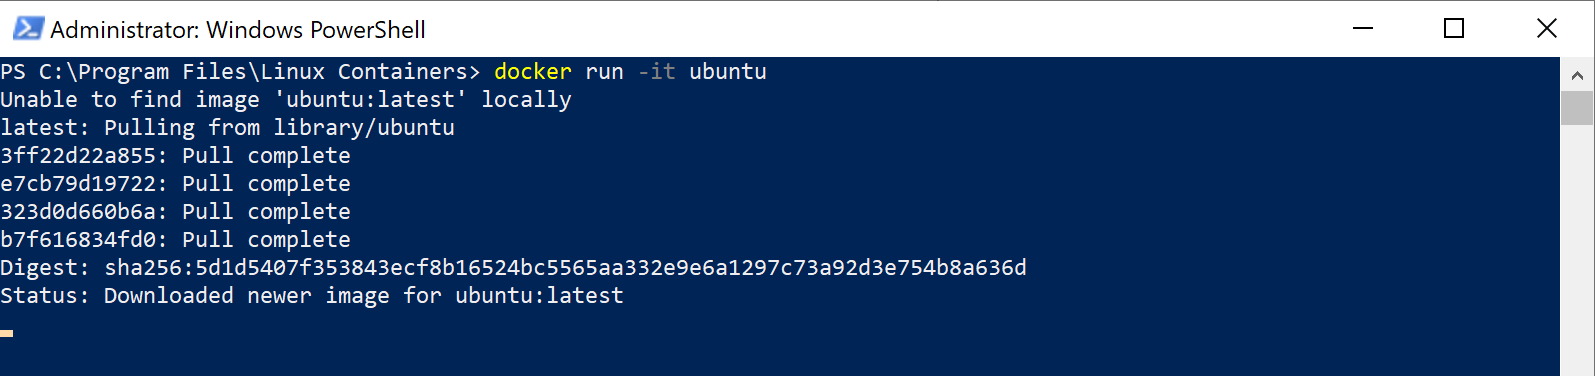 Administrator: Windows PowerShell
PS C:\Program Files\Linux Containers> docker run -it ubuntu
Unable to find image 'ubuntu:latest' locally
latest: Pulling from library/ubuntu
3ff22d22a855: Pull complete
e7cb79d19722: Pull complete
323d0d660b6a: Pull complete
b7f616834fd0: Pull complete
Digest: sha256:5d1d5407f353843ecf8b16524bc5565aa332e9e6a1297c73a92d3e754b8a636d
Status: Downloaded newer image for ubuntu:latest